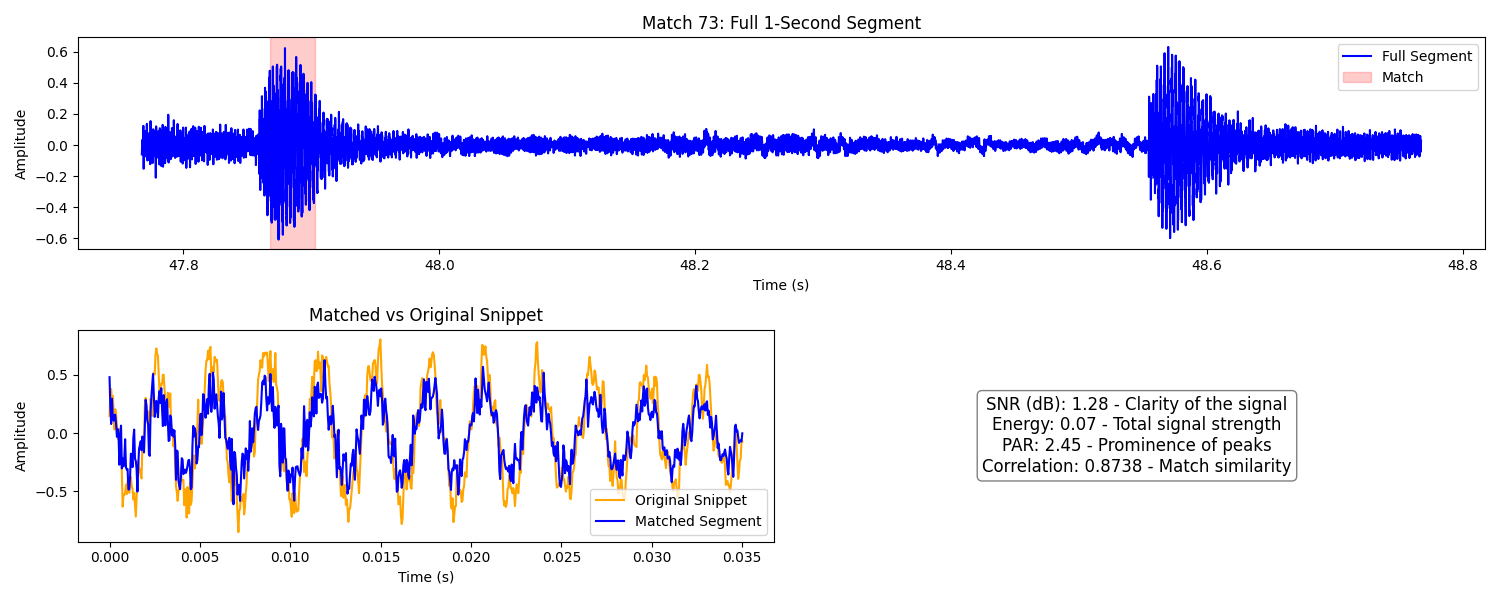 Match 73: Full 1-Second Segment
Amplitude
0.6
0.4
0.2
0.0
−0.2
−0.4
−0.6
Full Segment
Match
47.8
48.0
48.2
48.4
48.6
48.8
Time (s)
Matched vs Original Snippet
Amplitude
0.5
0.0
−0.5
Original Snippet
Matched Segment
0.000
0.005
0.010
0.015
0.020
0.025
0.030
0.035
Time (s)
SNR (dB): 1.28 - Clarity of the signal
Energy: 0.07 - Total signal strength
PAR: 2.45 - Prominence of peaks
Correlation: 0.8738 - Match similarity